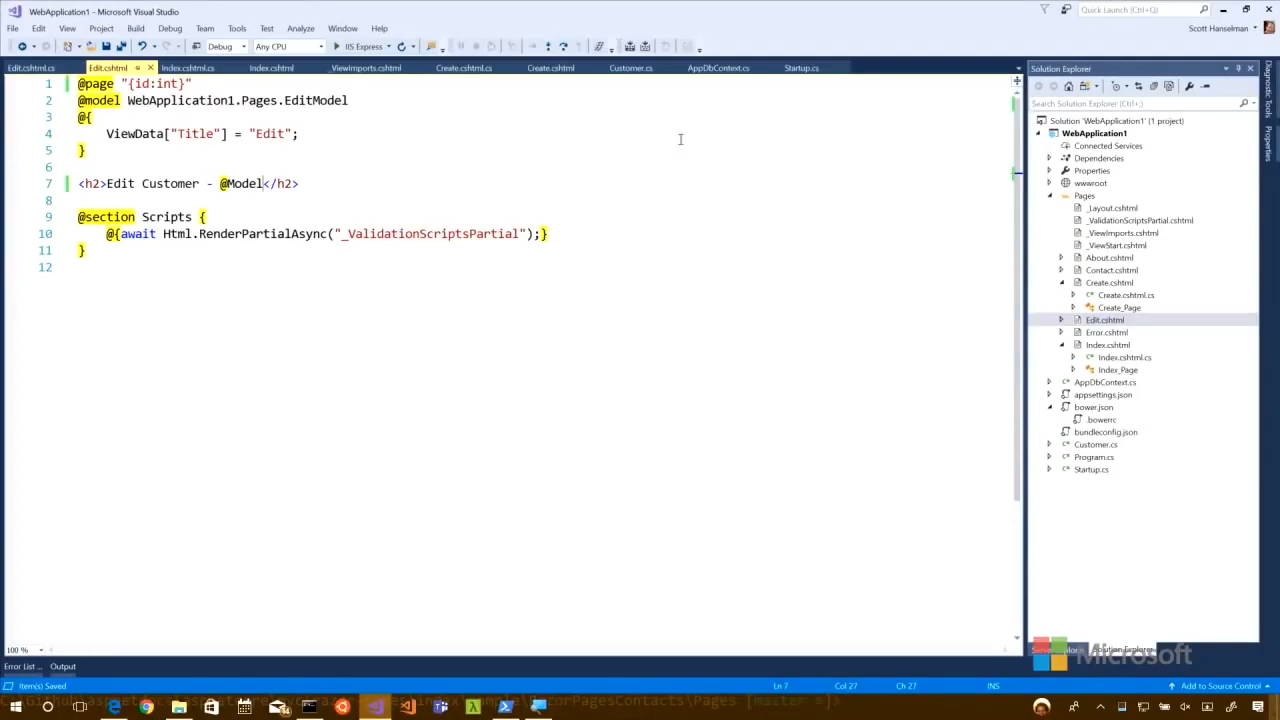 WebApplication1 - Microsoft Visual Studio
Quick Launch (Ctrl+Q)
File Edit View Project Build Debug Team Tools Test Analyze Window Help
Scott Hanselman
Debug Any CPU IIS Express
Edit.cshtml.cs Edit.cshtml Index.cshtml.cs Index.cshtml _ViewImports.cshtml Create.cshtml.cs Create.cshtml Customer.cs AppDbContext.cs Startup.cs
1 @page "{id:int}"
2 @model WebApplication1.Pages.EditModel
3 @{
4 ViewData["Title"] = "Edit";
5 }
6
7 <h2>Edit Customer - @Model</h2>
8
9 @section Scripts {
10 @{await Html.RenderPartialAsync("_ValidationScriptsPartial");}
11 }
12
Solution Explorer
Search Solution Explorer (Ctrl+;)
Solution 'WebApplication1' (1 project)
WebApplication1
Connected Services
Dependencies
Properties
wwwroot
Pages
_Layout.cshtml
_ValidationScriptsPartial.cshtml
_ViewImports.cshtml
_ViewStart.cshtml
About.cshtml
Contact.cshtml
Create.cshtml
Create.cshtml.cs
Create_Page
Edit.cshtml
Error.cshtml
Index.cshtml
Index.cshtml.cs
Index_Page
AppDbContext.cs
appsettings.json
bower.json
.bowerrc
bundleconfig.json
Customer.cs
Program.cs
Startup.cs
Diagnostic Tools
Properties
100 %
Solution Explorer
Microsoft
Error List ... Output
Item(s) Saved Ln 7 Col 27 Ch 27 INS Add to Source Control